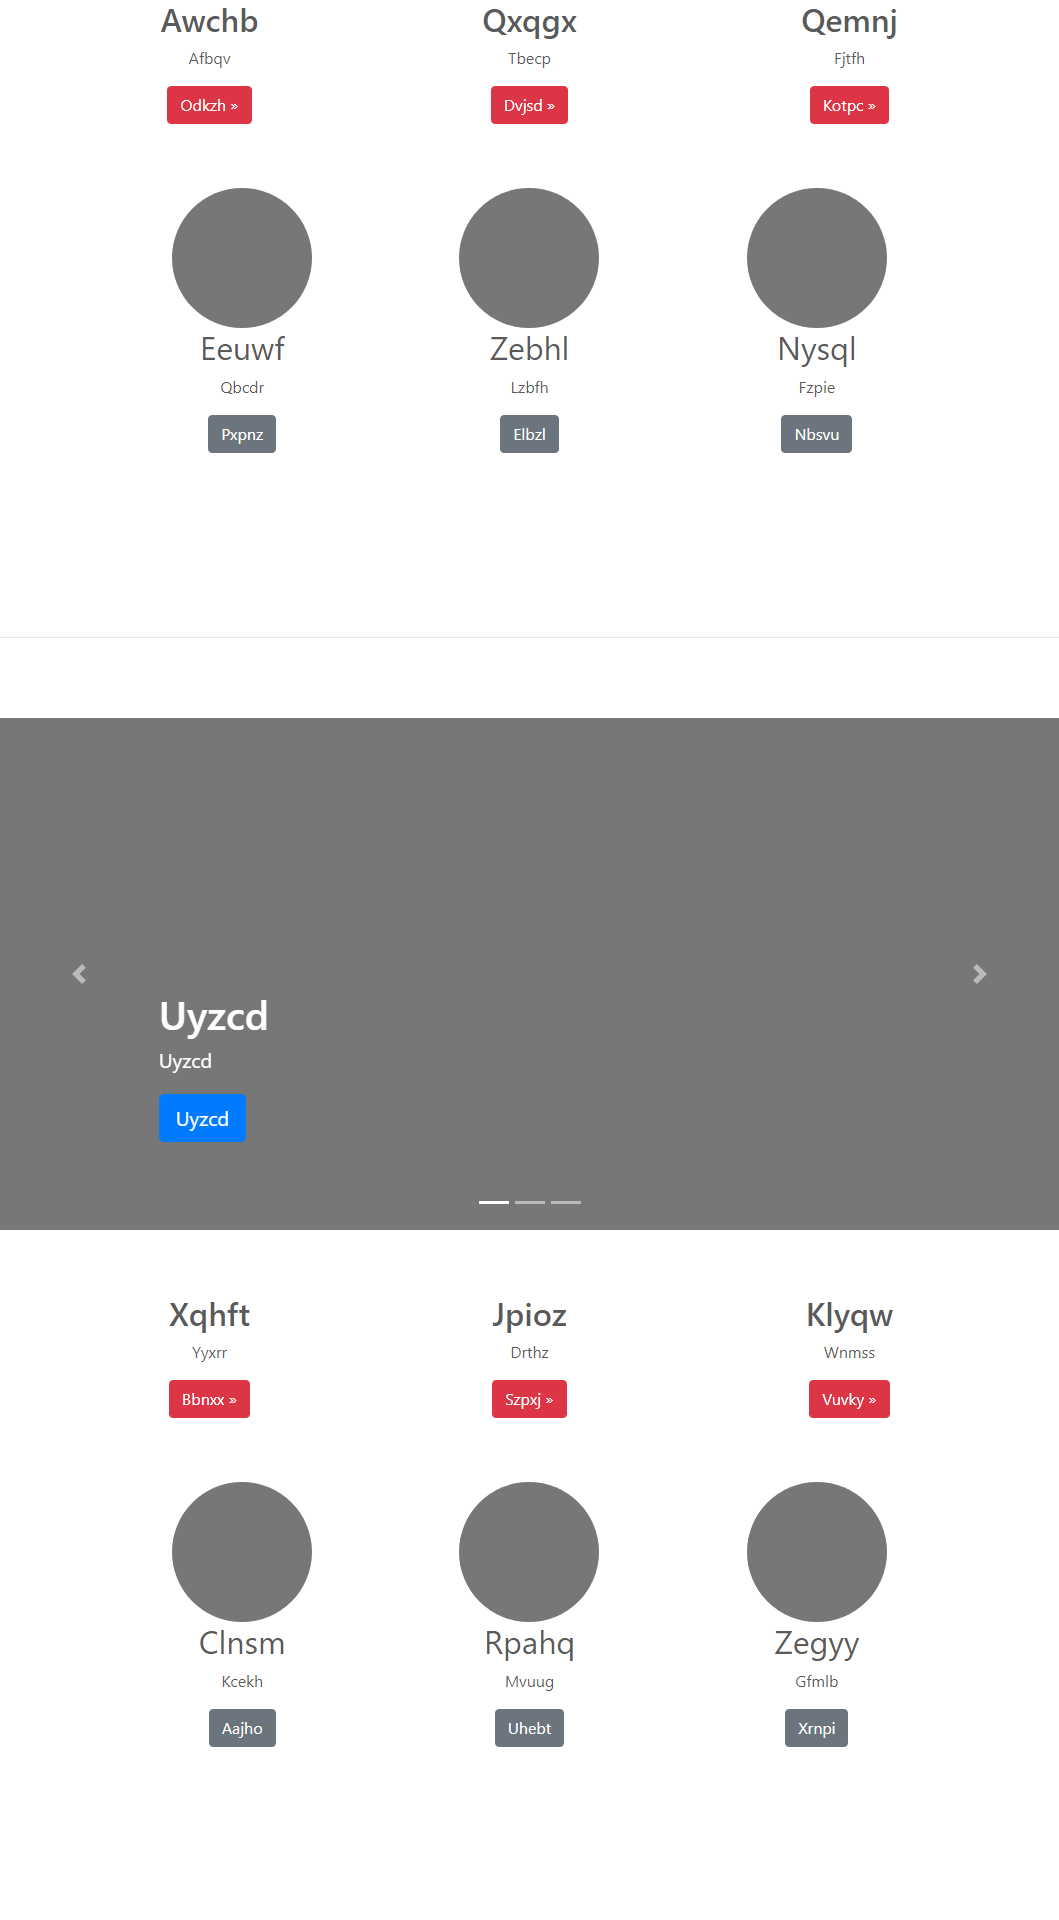 Awchb
Qxqgx
Qemnj
Afbqv
Tbecp
Fjtfh
Odkzh »
Dvjsd »
Kotpc »
Eeuwf
Zebhl
Nysql
Qbcdr
Lzbfh
Fzpie
Pxpnz
Elbzl
Nbsvu
Uyzcd
Uyzcd
Uyzcd
Xqhft
Jpioz
Klyqw
Yyxrr
Drthz
Wnmss
Bbnxx »
Szpxj »
Vuvky »
Clnsm
Rpahq
Zegyy
Kcekh
Mvuug
Gfmlb
Aajho
Uhebt
Xrnpi